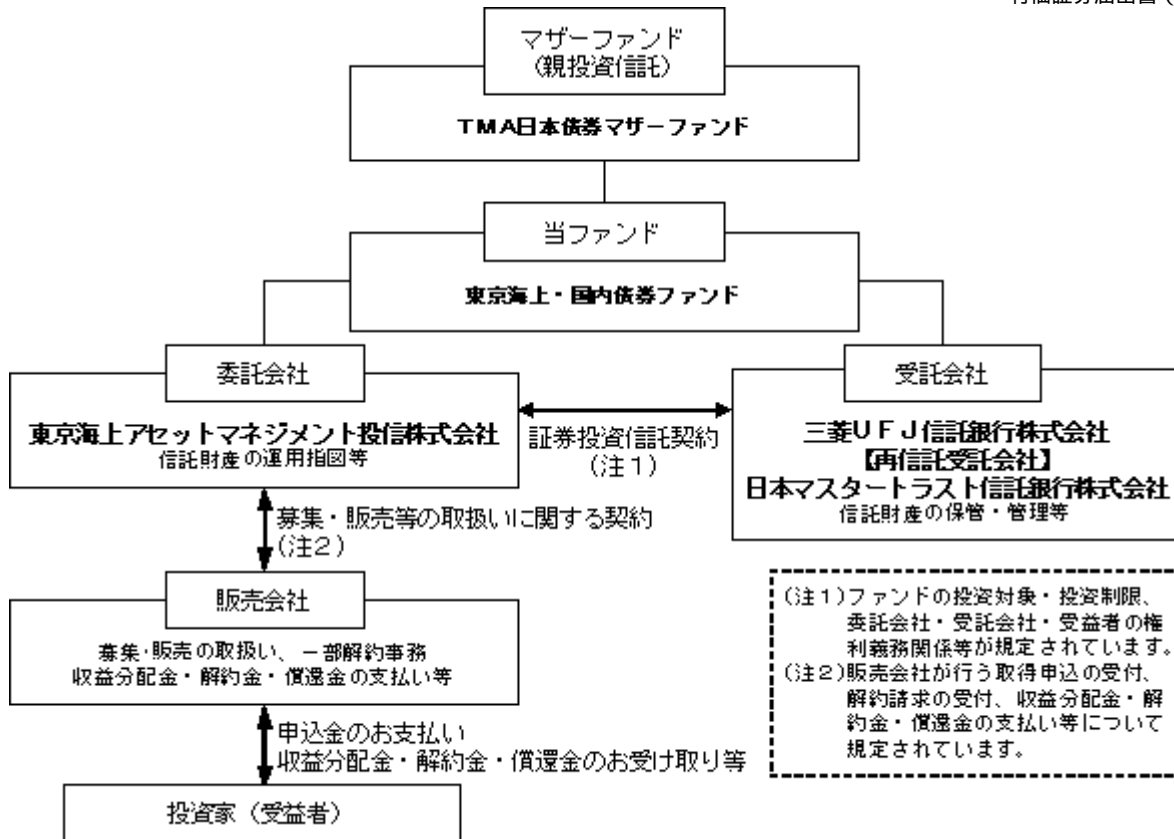 マザーファンド
(親投資信託)
TMA日本債券マザーファンド
当ファンド
東京海上・国内債券ファンド
委託会社
東京海上アセットマネジメント投信株式会社
信託財産の運用指図等
証券投資信託契約
(注1)
受託会社
三菱UFJ信託銀行株式会社
【再信託受託会社】
日本マスタートラスト信託銀行株式会社
信託財産の保管・管理等
募集・販売等の取扱いに関する契約
(注2)
販売会社
募集・販売の取扱い、一部解約事務
収益分配金・解約金・償還金の支払い等
申込金のお支払い
収益分配金・解約金・償還金のお受け取り等
投資家(受益者)
(注1)ファンドの投資対象・投資制限、
委託会社・受託会社・受益者の権
利義務関係等が規定されています。
(注2)販売会社が行う取得申込の受付、
解約請求の受付、収益分配金・解
約金・償還金の支払い等について
規定されています。